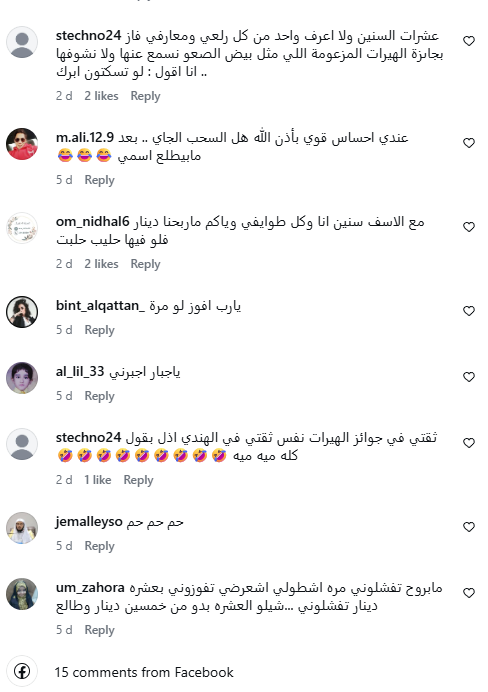 stechno24 عشرات السنين ولا اعرف واحد من كل رلعي ومعارفي فاز
بجائزة الهيرات المزعومة اللي مثل بيض الصعو نسمع عنها ولا نشوفها
.. انا اقول : لو تسكتون ابرك
2 d 2 likes Reply
m.ali.12.9 عندي احساس قوي بأذن الله هل السحب الجاي .. بعد
مابيطلع اسمي 😂 😂 😂
5 d Reply
om_nidhal6 مع الاسف سنين انا وكل طوايفي وياكم ماربحنا دينار
فلو فيها حليب حلبت
2 d 2 likes Reply
bint_alqattan_ يارب افوز لو مرة
5 d Reply
al_lil_33 ياجبار اجبرني
5 d Reply
stechno24 ثقتي في جوائز الهيرات نفس ثقتي في الهندي اذل بقول
كله ميه ميه 🤣 🤣 🤣 🤣 🤣 🤣 🤣 🤣 🤣
2 d 1 like Reply
jemalleyso حم حم حم
5 d Reply
um_zahora مابروح تفشلوني مره اشطولي اشعرضي تفوزوني بعشره
دينار تفشلوني ...شيلو العشره بدو من خمسين دينار وطالع
5 d Reply
15 comments from Facebook